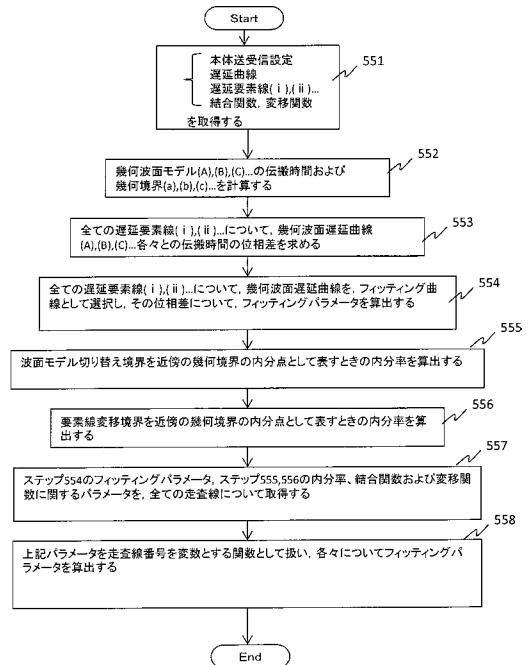 Start
551
本体送受信設定
遅延曲線
遅延要素線(ⅰ),(ⅱ)...
結合関数，変移関数
を取得する
552
幾何波面モデル(A),(B),(C)...の伝搬時間および
幾何境界(a),(b),(c)...を計算する
553
全ての遅延要素線(ⅰ),(ⅱ)...について，幾何波面遅延曲線
(A),(B),(C)...各々との伝搬時間の位相差を求める
554
全ての遅延要素線(ⅰ),(ⅱ)...について，幾何波面遅延曲線を，フィッティング曲
線として選択し，その位相差について，フィッティングパラメータを算出する
555
波面モデル切り替え境界を近傍の幾何境界の内分点として表すときの内分率を算出する
556
要素線変移境界を近傍の幾何境界の内分点として表すときの内分率を算
出する
557
ステップ554のフィッティングパラメータ，ステップ555,556の内分率、結合関数および変移関
数に関するパラメータを，全ての走査線について取得する
558
上記パラメータを走査線番号を変数とする関数として扱い，各々についてフィッティングパ
ラメータを算出する
End